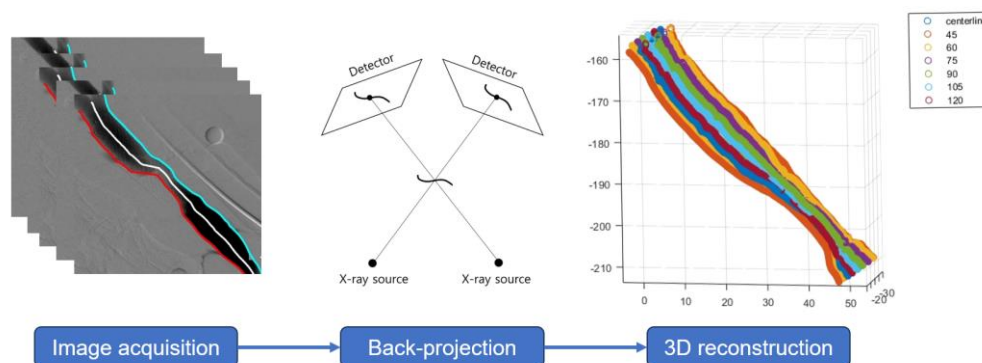 Detector
Detector
X-ray source
X-ray source
-160
-170
-180
-190
-200
-210
0
10
20
30
40
50
-20
-30
centerline
45
60
75
90
105
120
Image acquisition
Back-projection
3D reconstruction